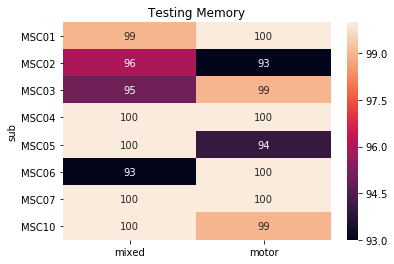 Testing Memory
sub
MSC01 99 100
MSC02 96 93
MSC03 95 99
MSC04 100 100
MSC05 100 94
MSC06 93 100
MSC07 100 100
MSC10 100 99
mixed motor
99.0
97.5
96.0
94.5
93.0